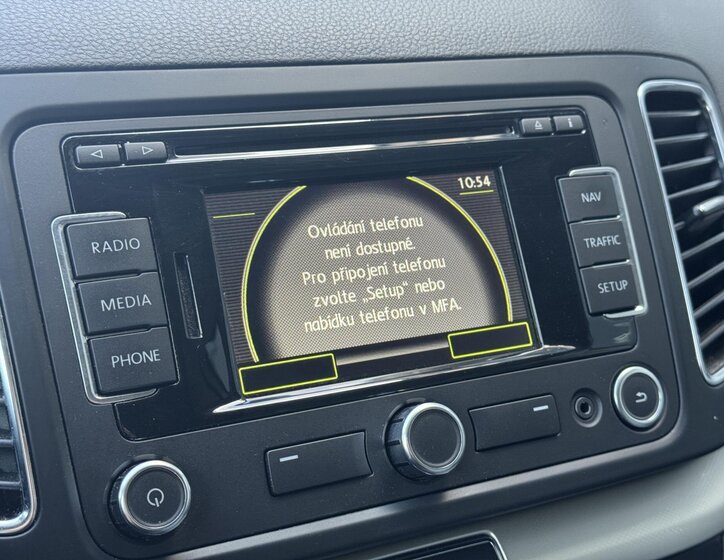 10:54
Ovládání telefonu
není dostupné.
Pro připojení telefonu
zvolte „Setup“ nebo
nabídku telefonu v MFA.
RADIO
MEDIA
PHONE
NAV
TRAFFIC
SETUP
i